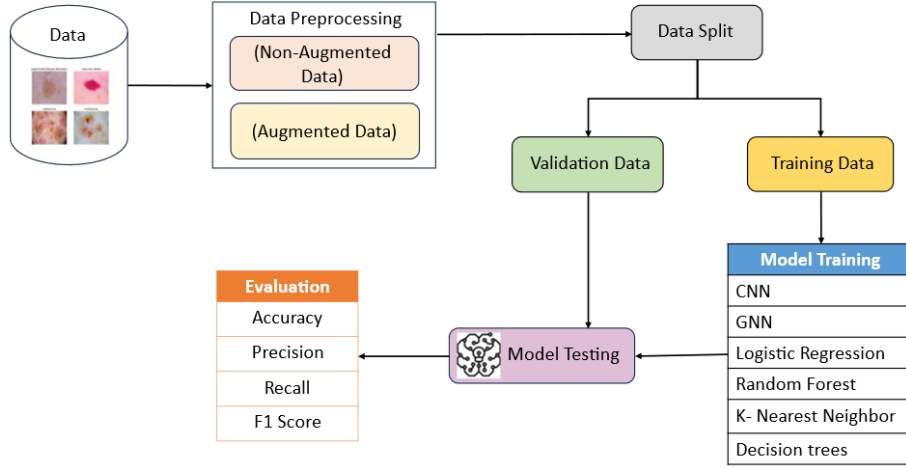 Data
Data Preprocessing
(Non-Augmented
Data)
(Augmented Data)
Data Split
Validation Data
Training Data
Model Training
CNN
GNN
Logistic Regression
Random Forest
K- Nearest Neighbor
Decision trees
Model Testing
Evaluation
Accuracy
Precision
Recall
F1 Score